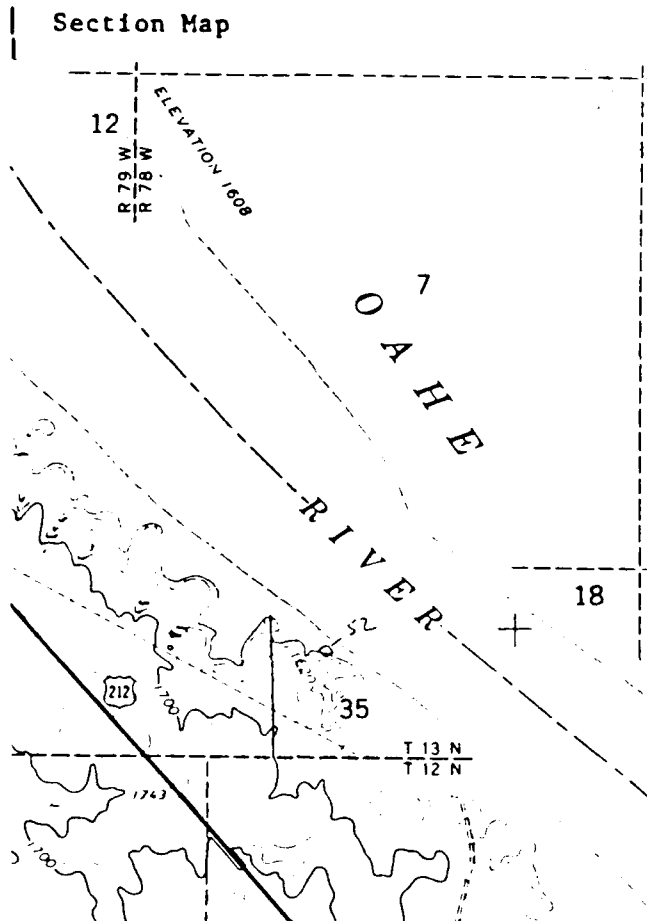 Section Map
12
R 79 W
R 78 W
ELEVATION 1608
7
OAHE
RIVER
18
52
212
1700
35
T 13 N
T 12 N
1743
1700